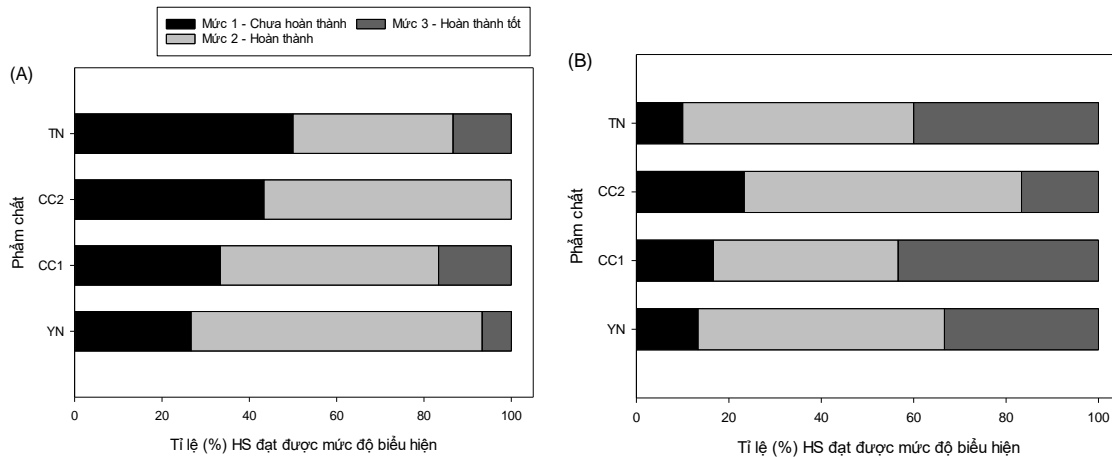 Mức 1 - Chưa hoàn thành
Mức 3 - Hoàn thành tốt
Mức 2 - Hoàn thành
(A)
TN
CC2
CC1
YN
Phẩm chất
0 20 40 60 80 100
Tỉ lệ (%) HS đạt được mức độ biểu hiện
(B)
TN
CC2
CC1
YN
Phẩm chất
0 20 40 60 80 100
Tỉ lệ (%) HS đạt được mức độ biểu hiện